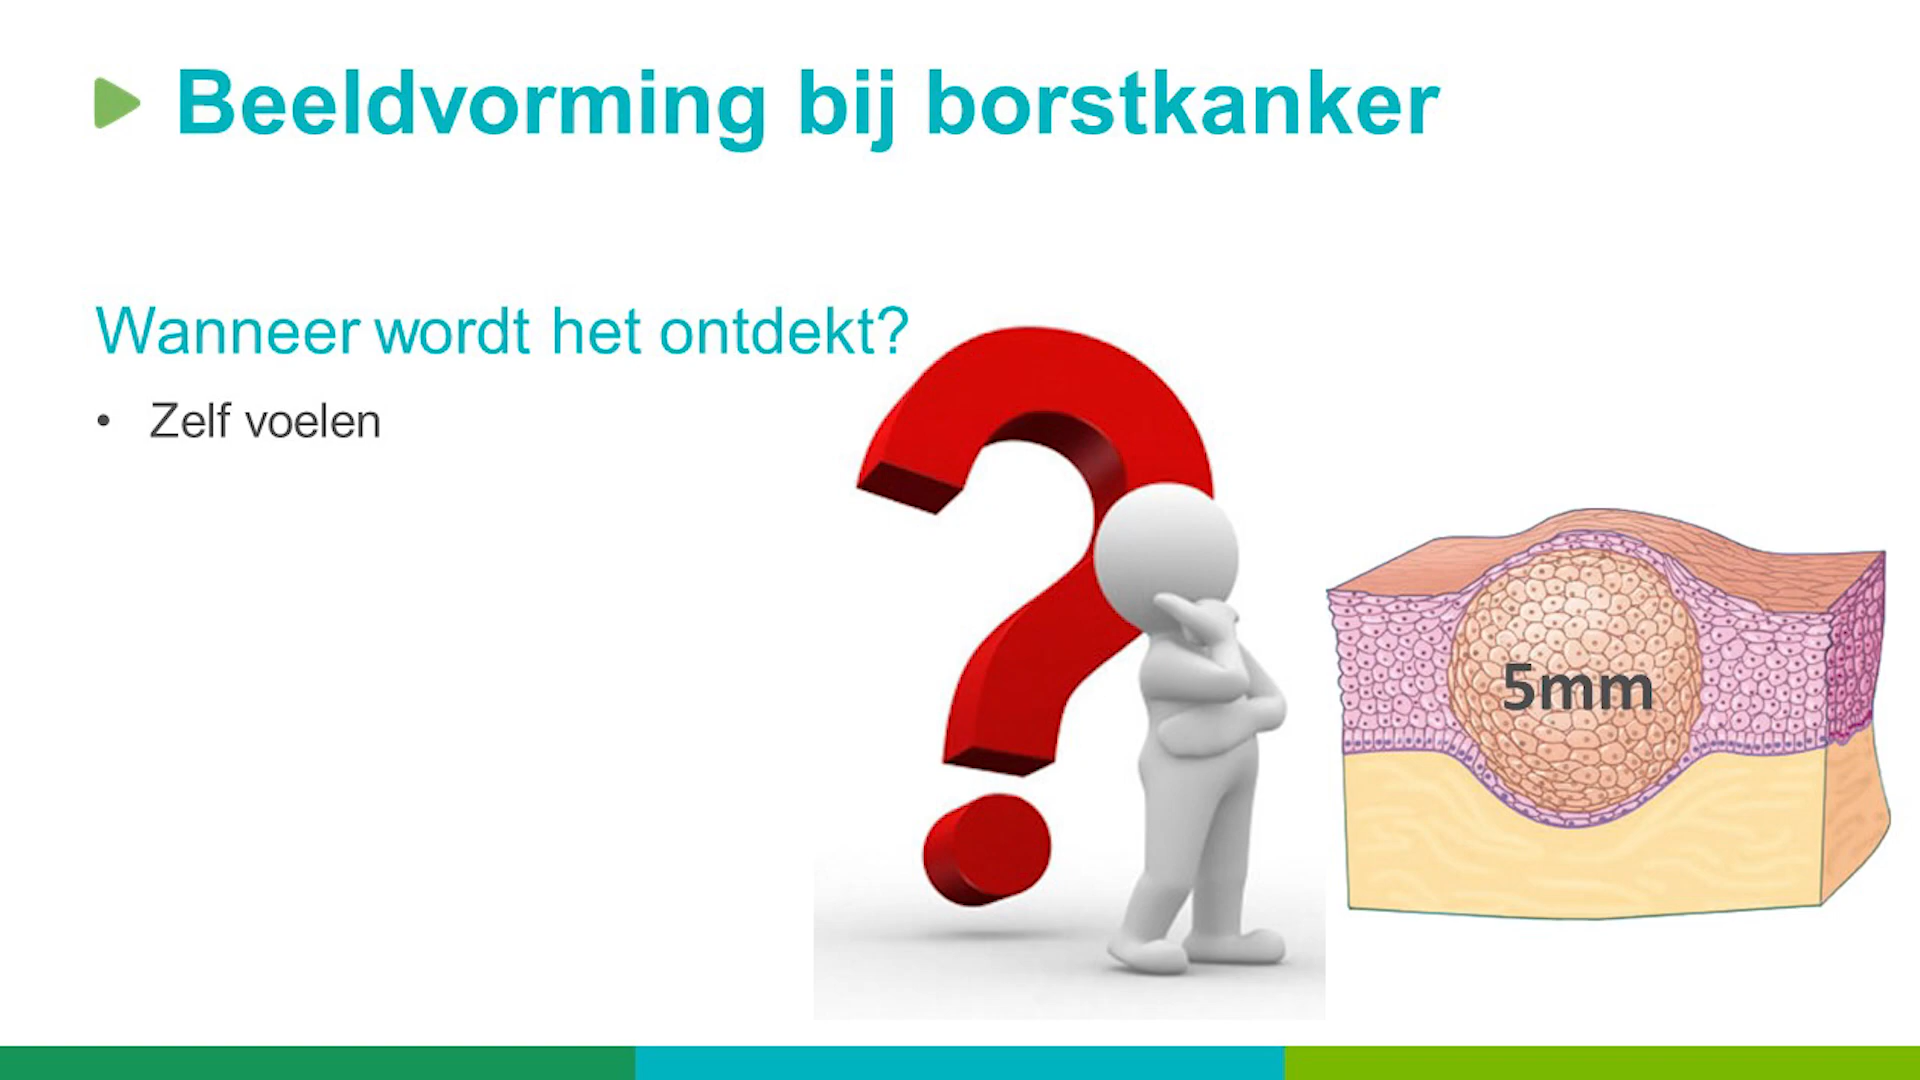 Beeldvorming bij borstkanker
Wanneer wordt het ontdekt?
• Zelf voelen
5mm